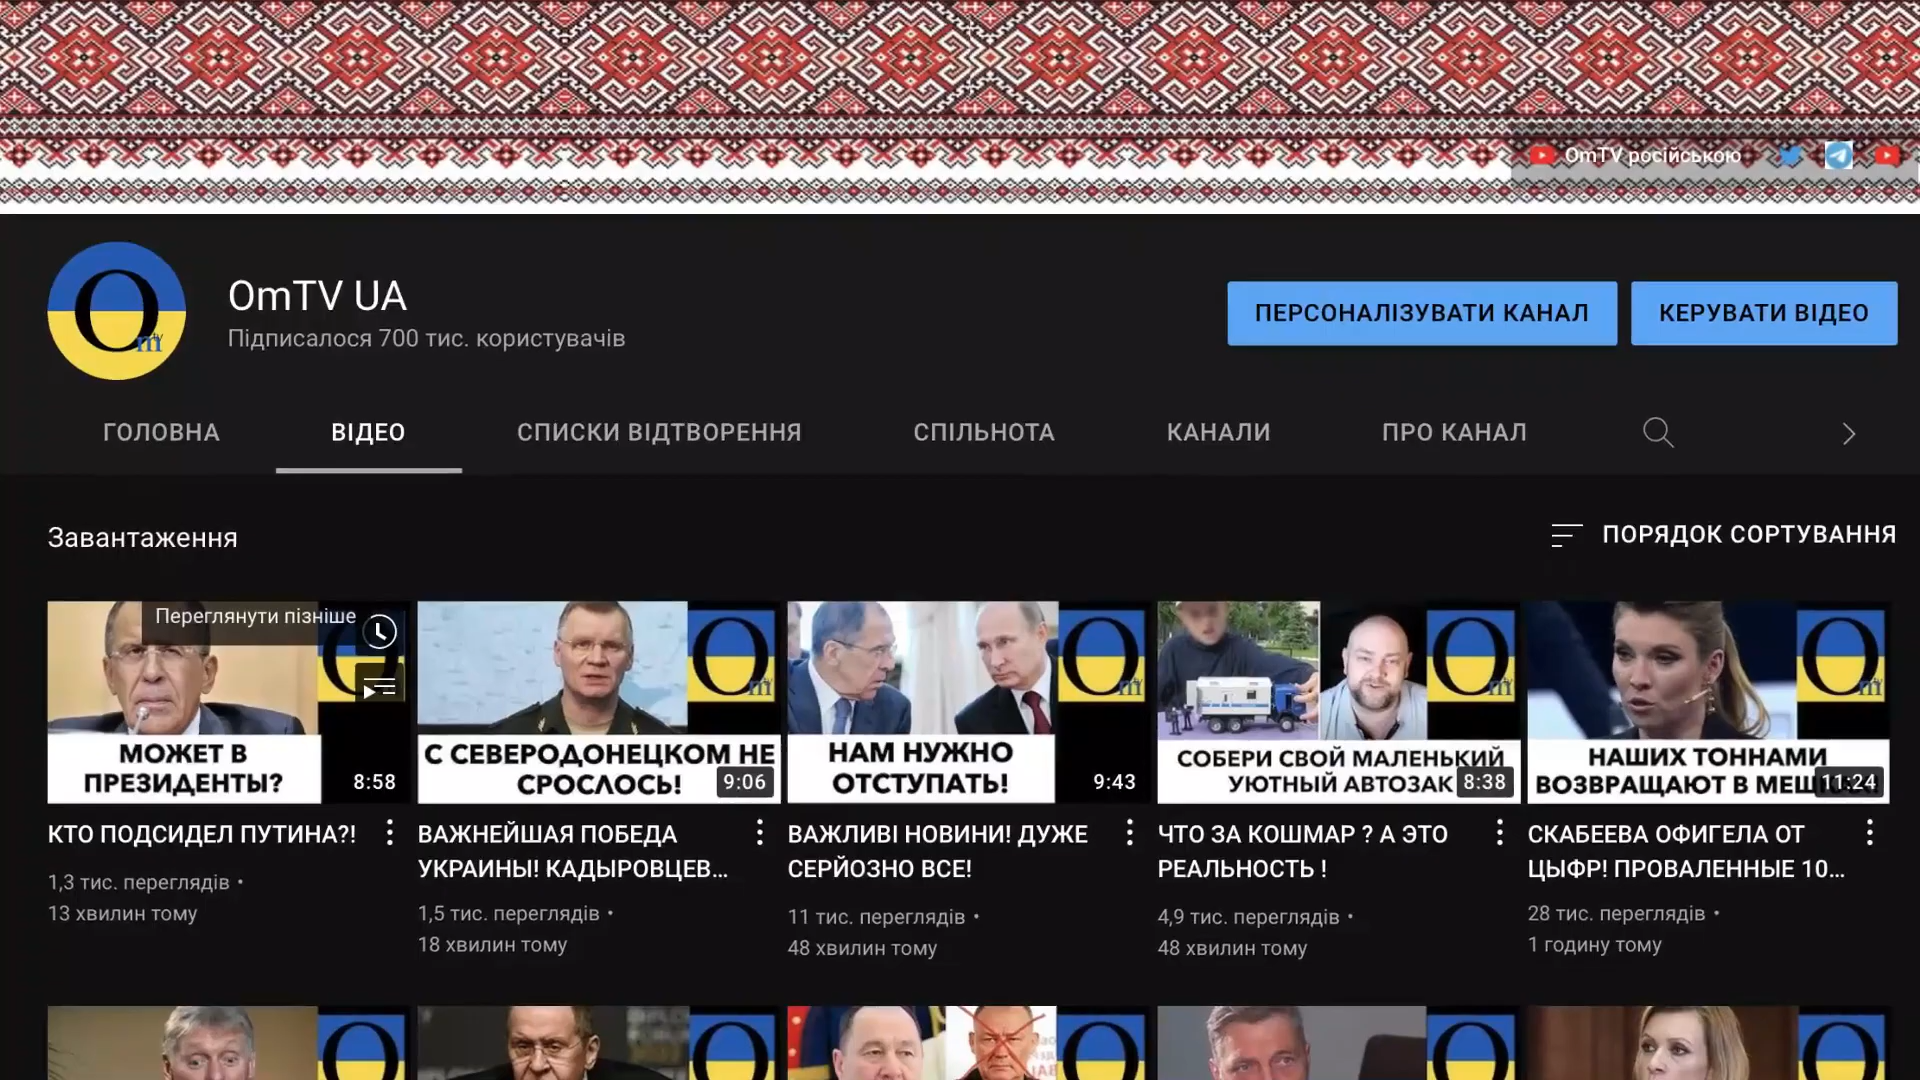 OmTV російською
OmTV UA
Підписалося 700 тис. користувачів
ПЕРСОНАЛІЗУВАТИ КАНАЛ
КЕРУВАТИ ВІДЕО
ГОЛОВНА
ВІДЕО
СПИСКИ ВІДТВОРЕННЯ
СПІЛЬНОТА
КАНАЛИ
ПРО КАНАЛ
Завантаження
ПОРЯДОК СОРТУВАННЯ
Переглянути пізніше
МОЖЕТ В
ПРЕЗИДЕНТЫ?
8:58
КТО ПОДСИДЕЛ ПУТИНА?!
1,3 тис. переглядів •
13 хвилин тому
С СЕВЕРОДОНЕЦКОМ НЕ
СРОСЛОСЬ!
9:06
ВАЖНЕЙШАЯ ПОБЕДА
УКРАИНЫ! КАДЫРОВЦЕВ...
1,5 тис. переглядів •
18 хвилин тому
НАМ НУЖНО
ОТСТУПАТЬ!
9:43
ВАЖЛИВІ НОВИНИ! ДУЖЕ
СЕРЙОЗНО ВСЕ!
11 тис. переглядів •
48 хвилин тому
СОБЕРИ СВОЙ МАЛЕНЬКИЙ
УЮТНЫЙ АВТОЗАК
8:38
ЧТО ЗА КОШМАР ? А ЭТО
РЕАЛЬНОСТЬ !
4,9 тис. переглядів •
48 хвилин тому
НАШИХ ТОННАМИ
ВОЗВРАЩАЮТ В
11:24
СКАБЕЕВА ОФИГЕЛА ОТ
ЦЫФР! ПРОВАЛЕННЫЕ 10...
28 тис. переглядів •
1 годину тому